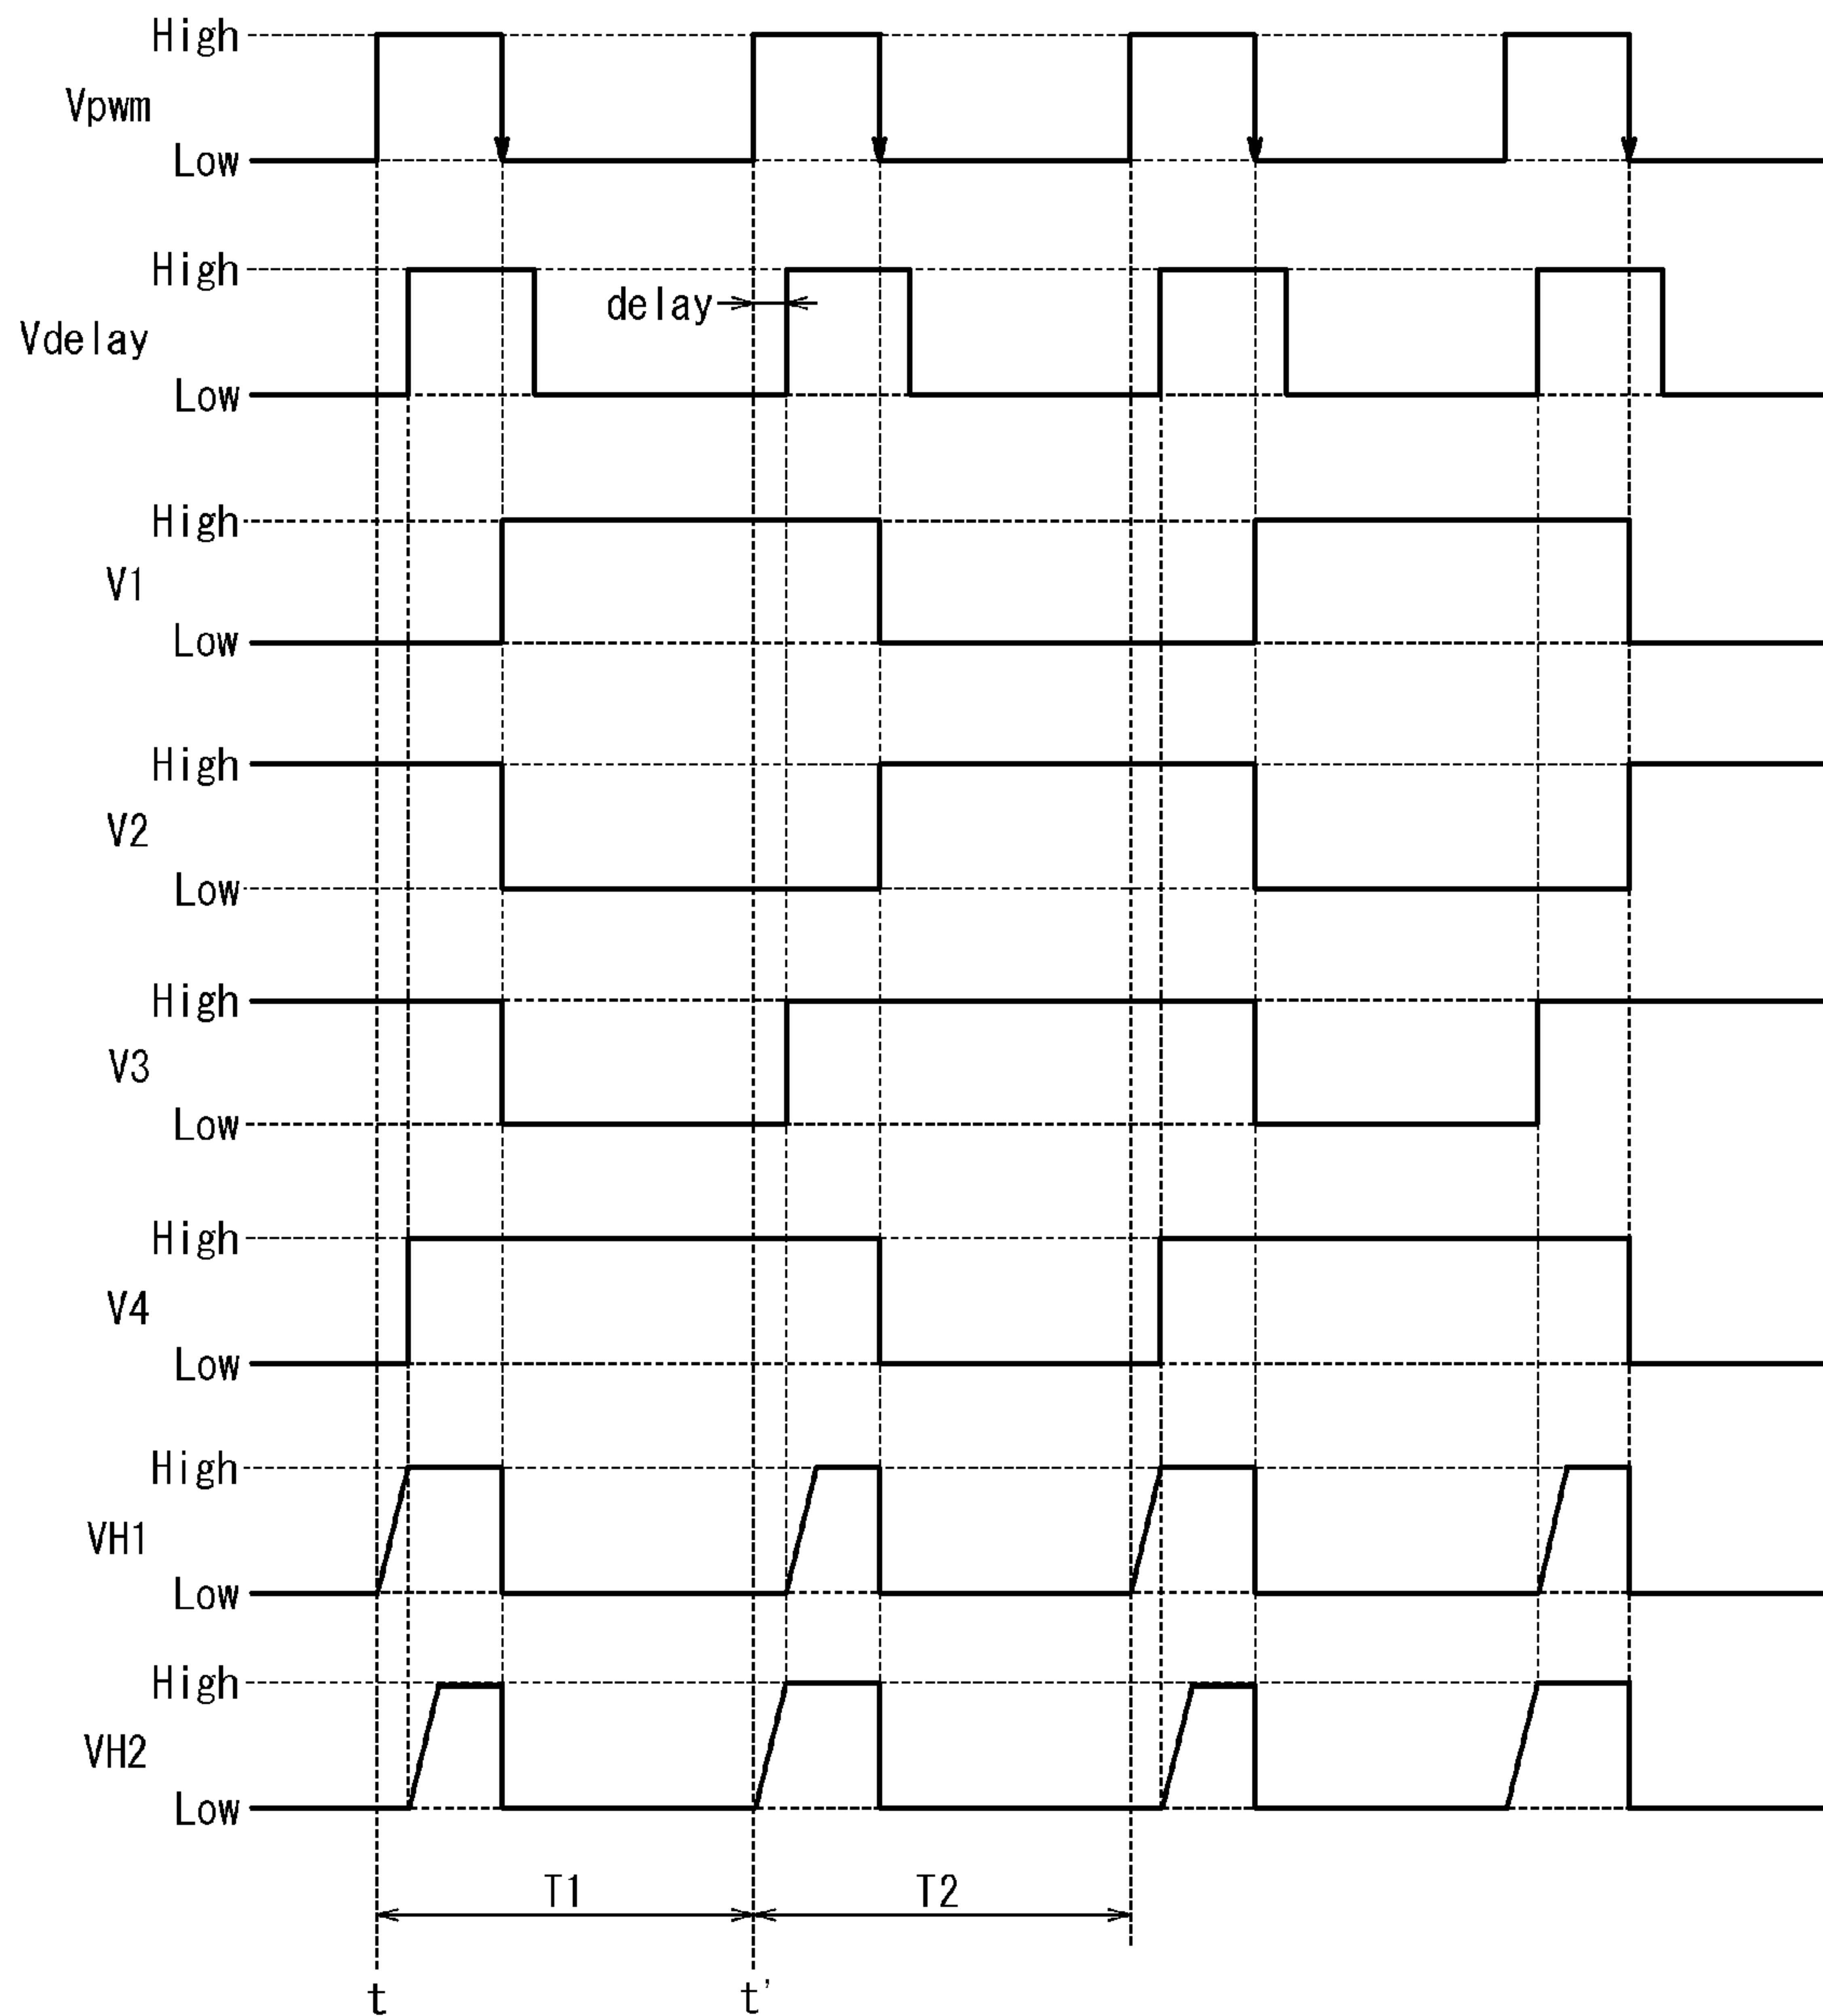 High
Vpwm
Low
High
delay
Vdelay
Low
High
V1
Low
High
V2
Low
High
V3
Low
High
V4
Low
High
VH1
Low
High
VH2
Low
T1 T2
t t'